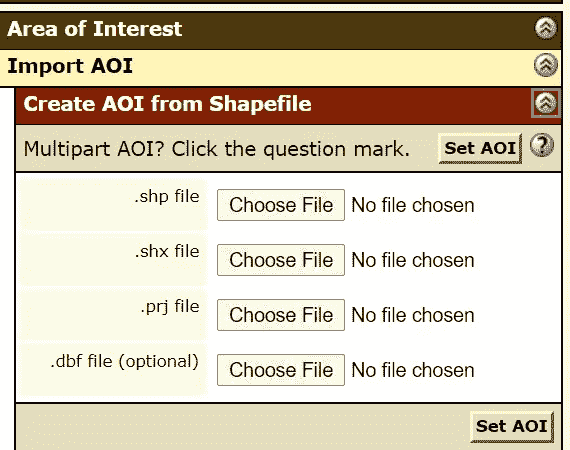 Area of Interest
Import AOI
Create AOI from Shapefile
Multipart AOI? Click the question mark. Set AOI ?
.shp file Choose File No file chosen
.shx file Choose File No file chosen
.prj file Choose File No file chosen
.dbf file (optional) Choose File No file chosen
Set AOI